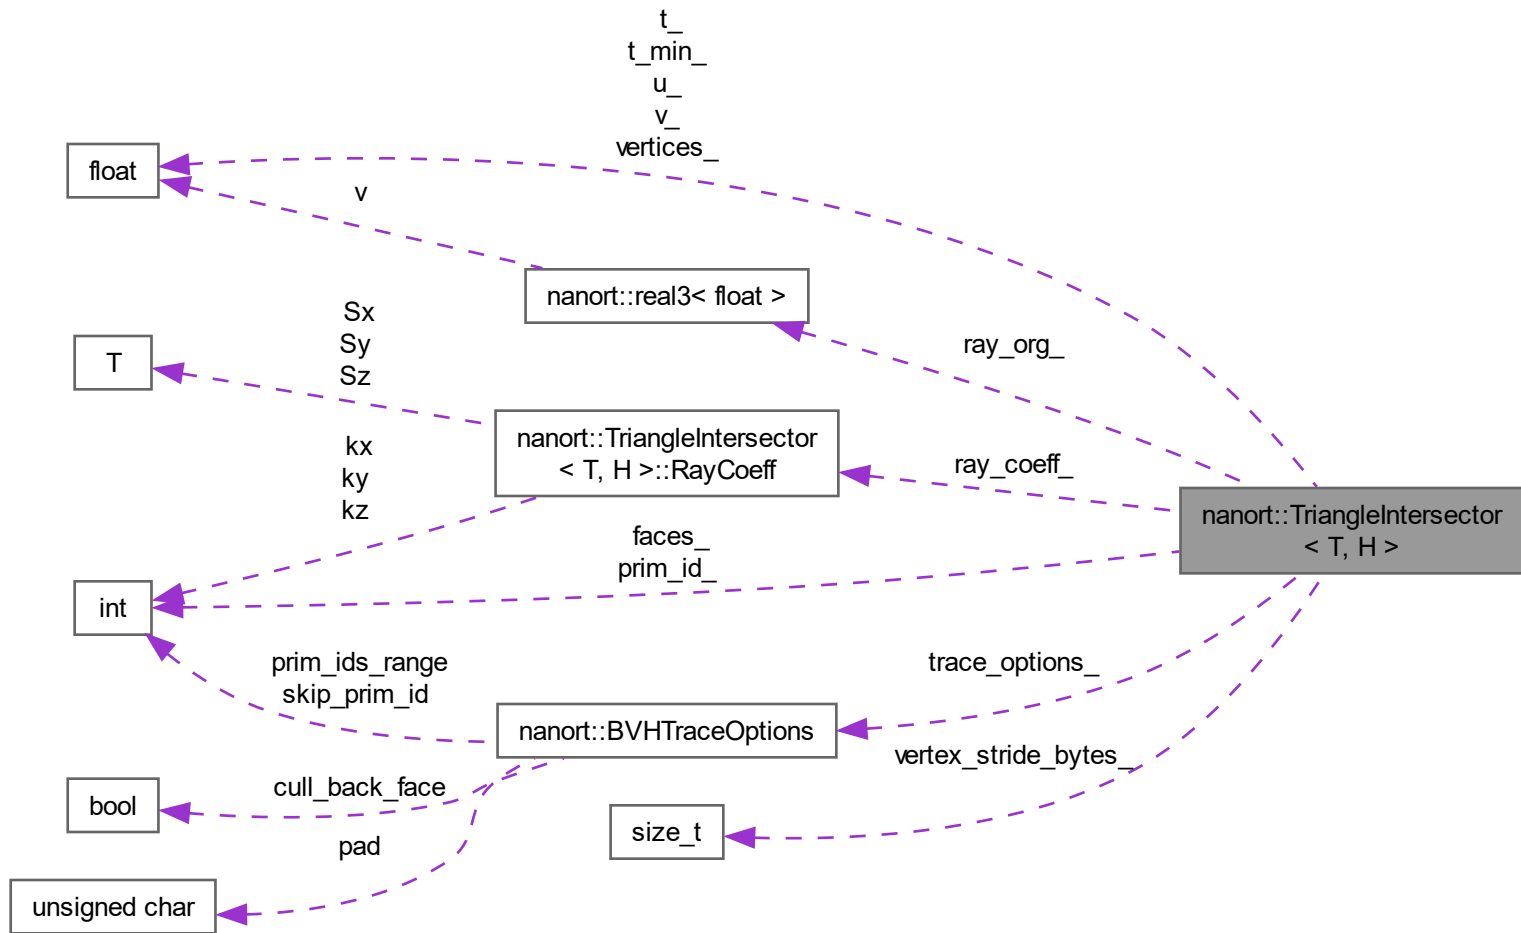 t_
t_min_
u_
v_
vertices_
float
v
nanort::real3< float >
Sx
Sy
Sz
ray_org_
T
nanort::TriangleIntersector
< T, H >::RayCoeff
kx
ky
kz
ray_coeff_
nanort::TriangleIntersector
< T, H >
faces_
prim_id_
int
prim_ids_range
skip_prim_id
trace_options_
nanort::BVHTraceOptions
vertex_stride_bytes_
cull_back_face
bool
size_t
pad
unsigned char